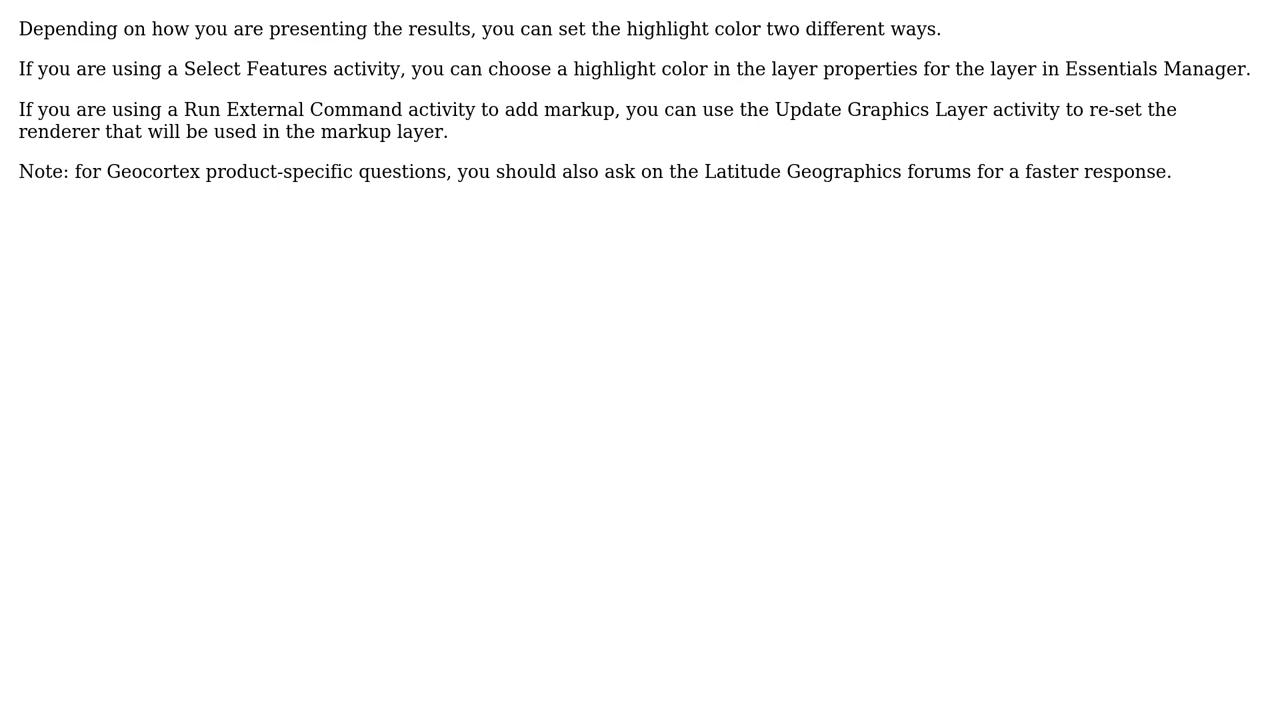 Depending on how you are presenting the results, you can set the highlight color two different ways.
If you are using a Select Features activity, you can choose a highlight color in the layer properties for the layer in Essentials Manager.
If you are using a Run External Command activity to add markup, you can use the Update Graphics Layer activity to re-set the
renderer that will be used in the markup layer.
Note: for Geocortex product-specific questions, you should also ask on the Latitude Geographics forums for a faster response.